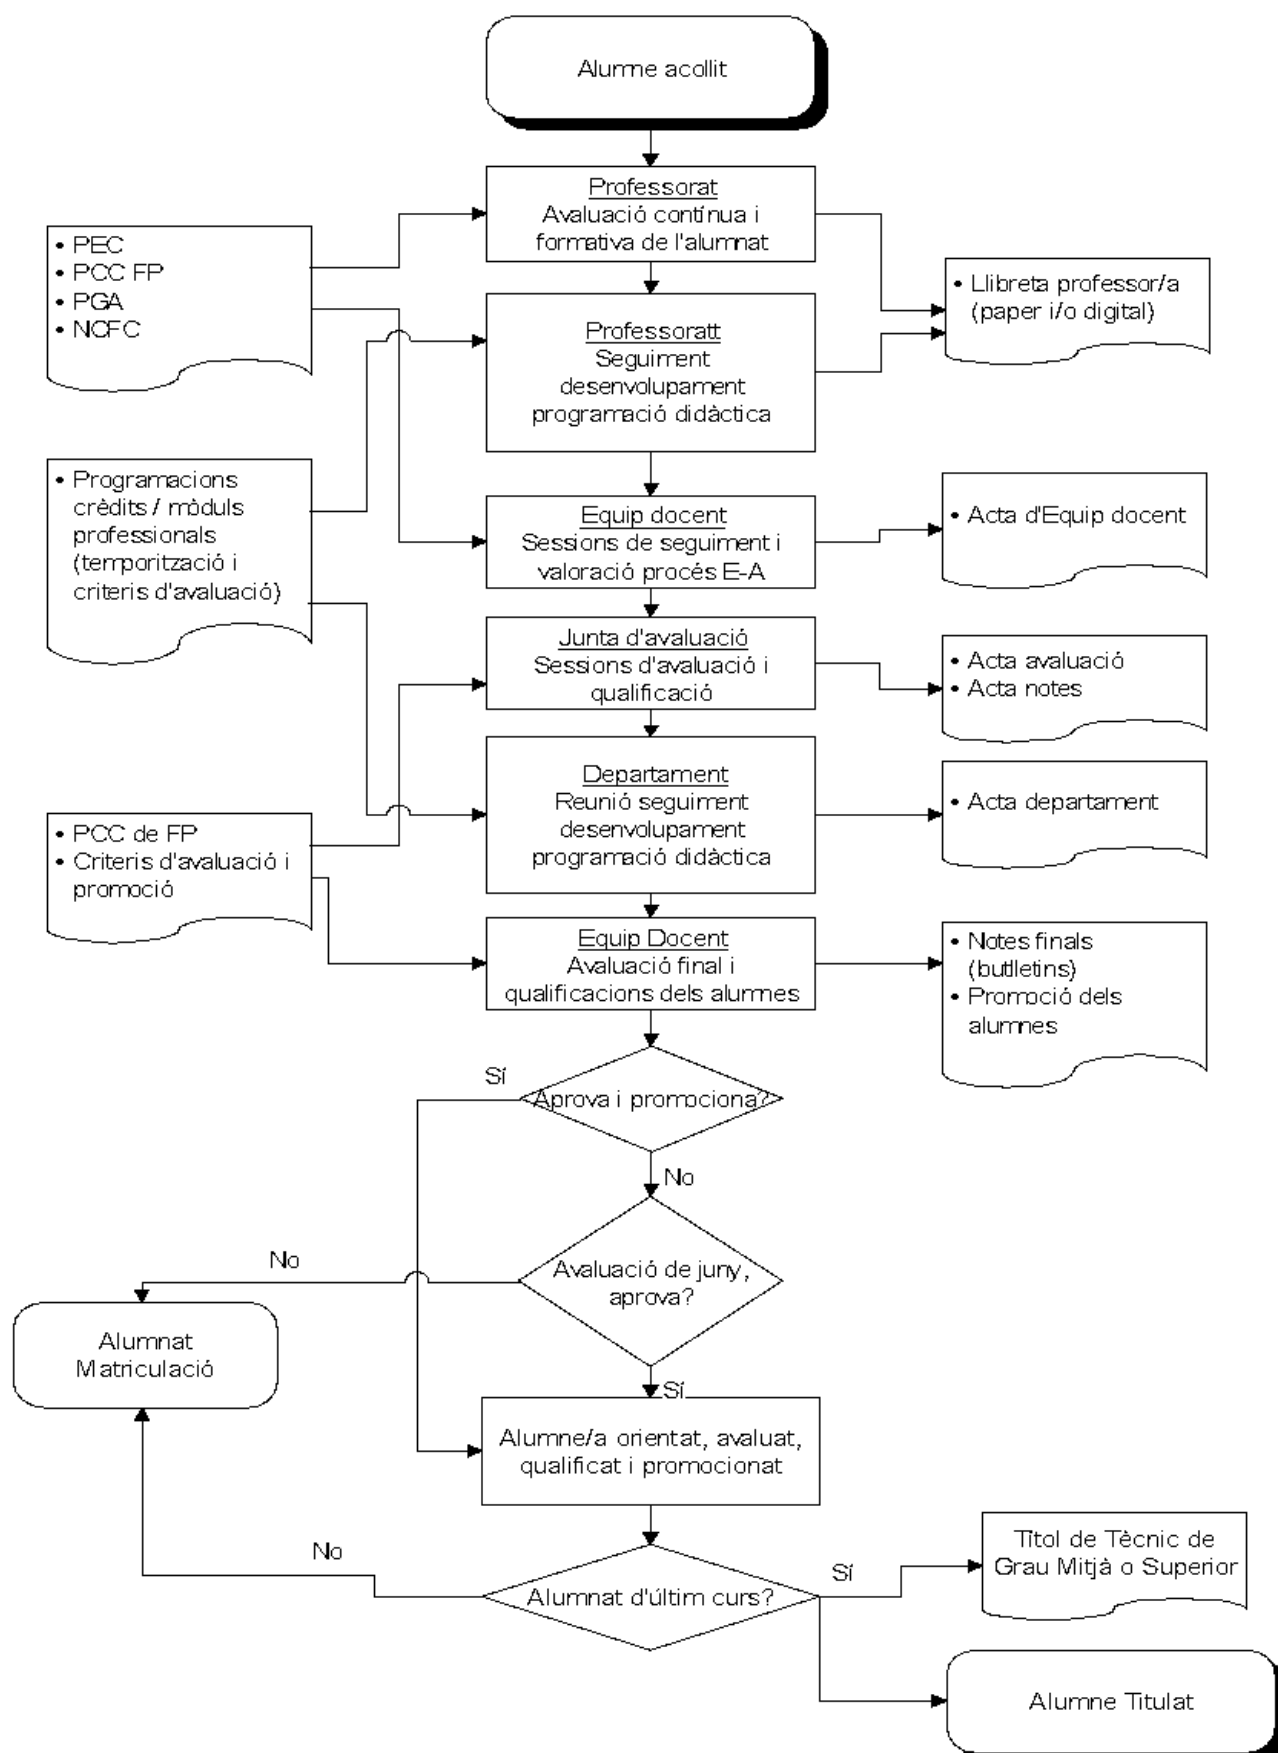 Alumne acollit
Professorat
Avaluació contínua i
formativa de l'alumnat
• PEC
• PCC FP
• PGA
• NCFC
• Llibreta professor/a
(paper i/o digital)
Professoratt
Seguiment
desenvolupament
programació didàctica
• Programacions
crèdits / mòduls
professionals
(temporització i
criteris d'avaluació)
Equip docent
Sessions de seguiment i
valoració procés E-A
• Acta d'Equip docent
Junta d'avaluació
Sessions d'avaluació i
qualificació
• Acta avaluació
• Acta notes
Departament
Reunió seguiment
desenvolupament
programació didàctica
• Acta departament
• PCC de FP
• Criteris d'avaluació i
promoció
Equip Docent
Avaluació final i
qualificacions dels alumnes
• Notes finals
(butlletins)
• Promoció dels
alumnes
Sí
Aprova i promociona?
No
No
Avaluació de juny,
aprova?
Alumnat
Matriculació
Sí
Alumne/a orientat, avaluat,
qualificat i promocionat
No
Alumnat d'últim curs?
Sí
Títol de Tècnic de
Grau Mitjà o Superior
Alumne Titulat